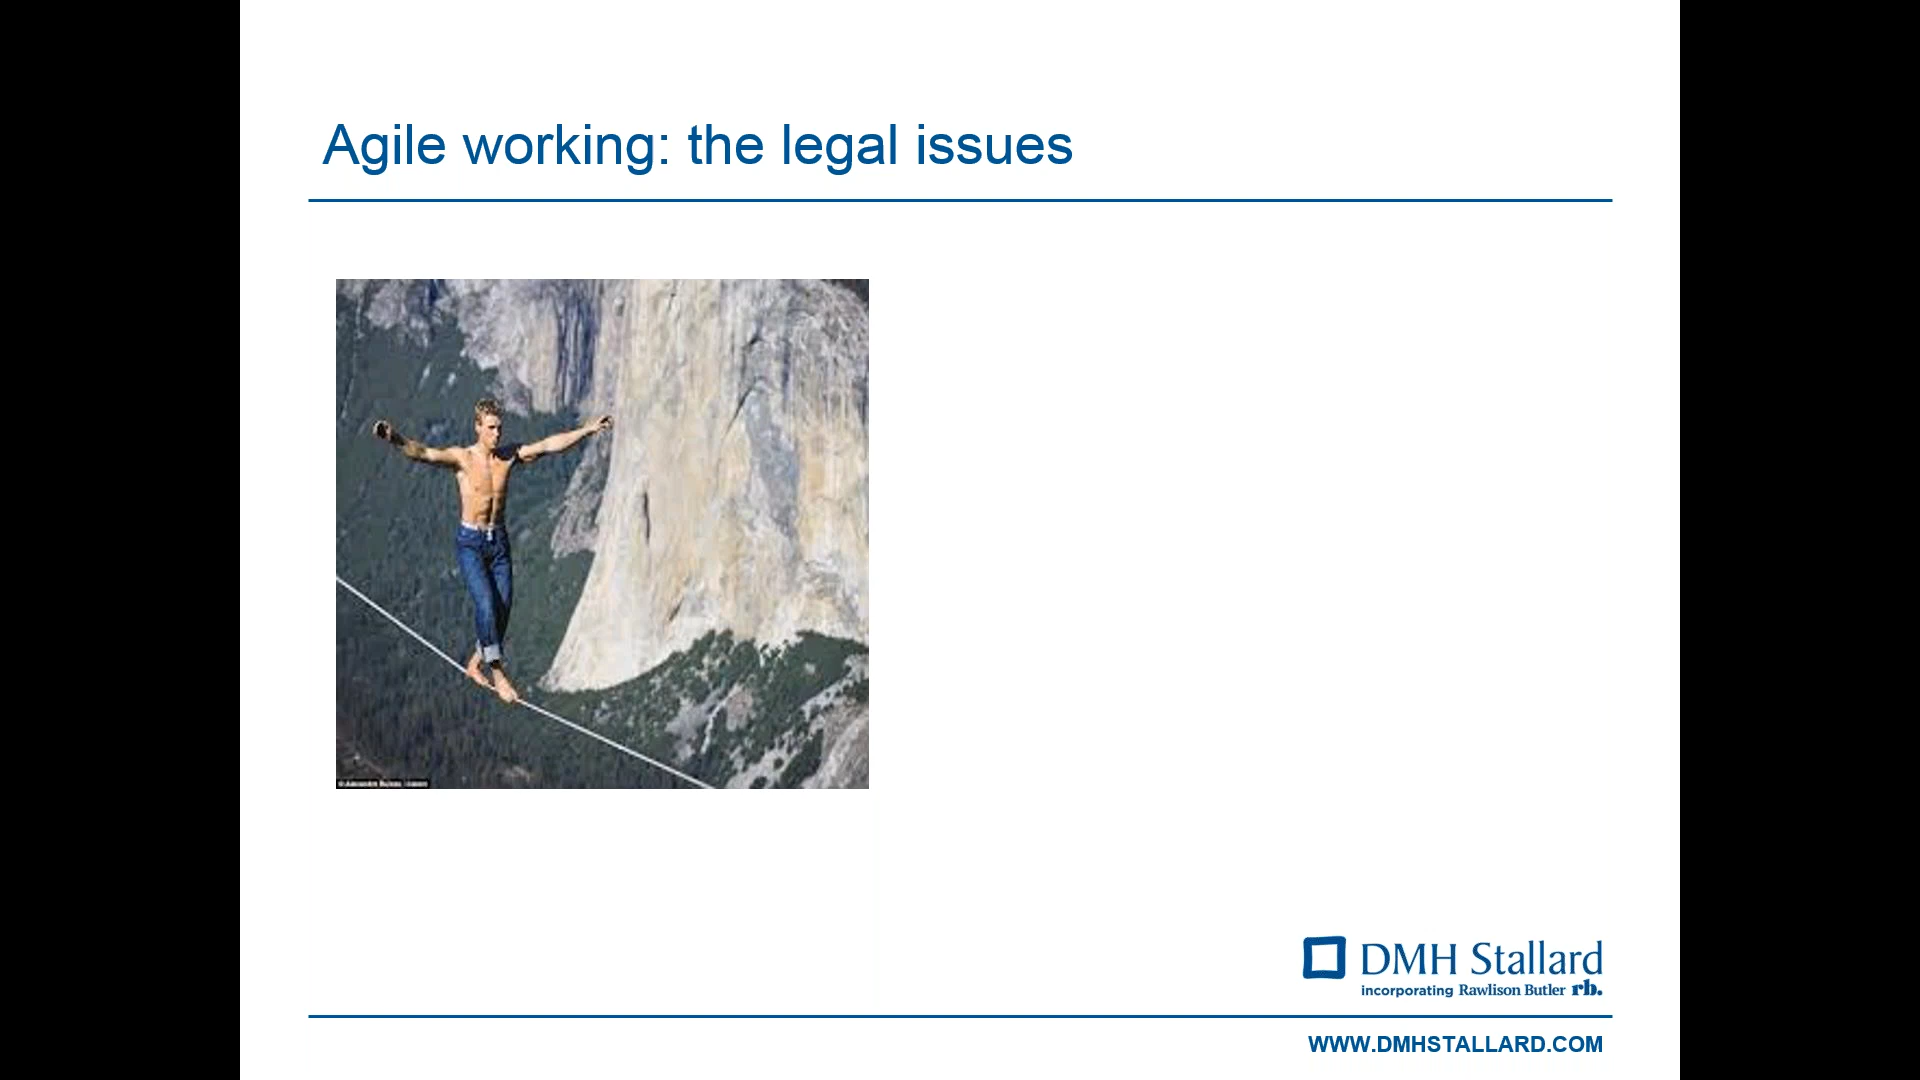 Agile working: the legal issues
DMH Stallard
incorporating Rawlison Butler rb.
WWW.DMHSTALLARD.COM